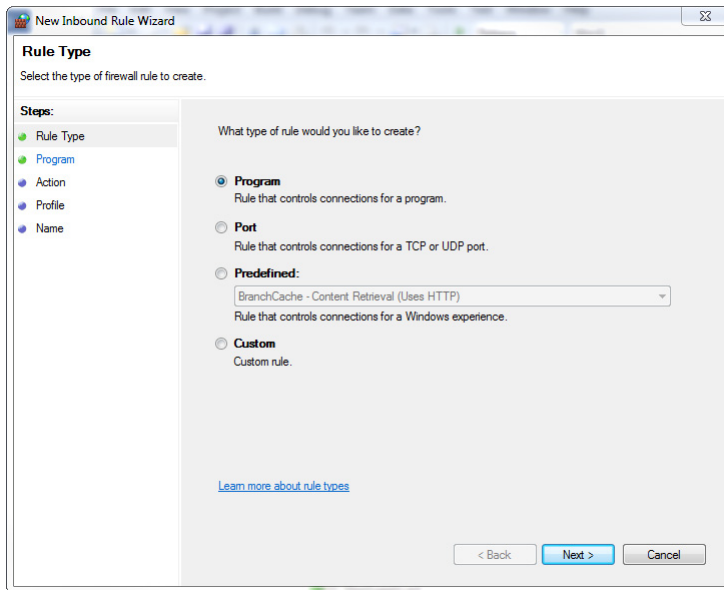 New Inbound Rule Wizard
Rule Type
Select the type of firewall rule to create.
Steps:
Rule Type
Program
Action
Profile
Name
What type of rule would you like to create?
Program
Rule that controls connections for a program.
Port
Rule that controls connections for a TCP or UDP port.
Predefined:
BranchCache - Content Retrieval (Uses HTTP)
Rule that controls connections for a Windows experience.
Custom
Custom rule.
Learn more about rule types
< Back
Next >
Cancel